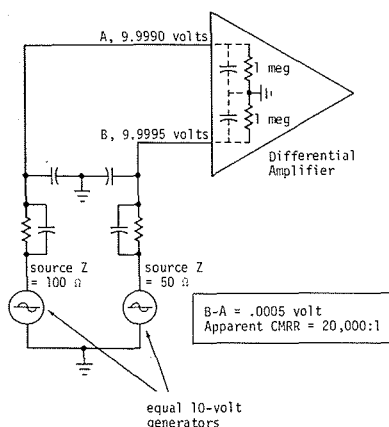 A, 9.9990 volts
1 meg
B, 9.9995 volts
1 meg
Differential
Amplifier
source Z
= 100 Ω
source Z
= 50 Ω
B-A = .0005 volt
Apparent CMRR = 20,000:1
equal 10-volt
generators